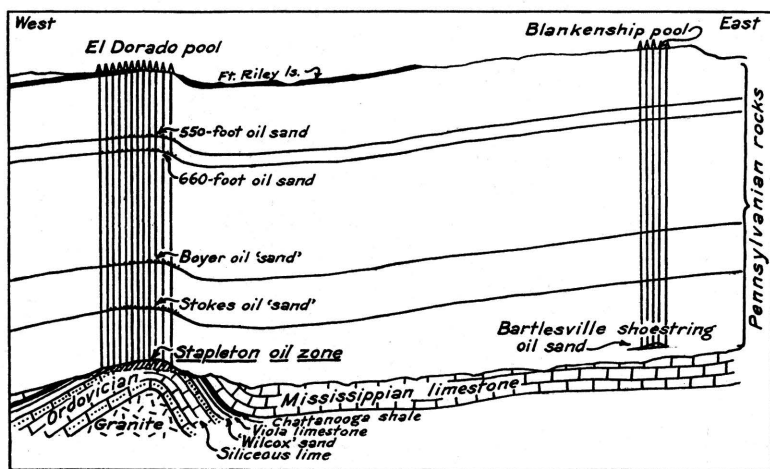 West
East
El Dorado pool
Blankenship pool
Ft. Riley ls.
550-foot oil sand
660-foot oil sand
Pennsylvanian rocks
Boyer oil 'sand'
Stokes oil 'sand'
Bartlesville shoestring
oil sand
Stapleton oil zone
Ordovician
Mississippian limestone
Granite
Chattanooga shale
Viola limestone
'Wilcox' sand
Siliceous lime